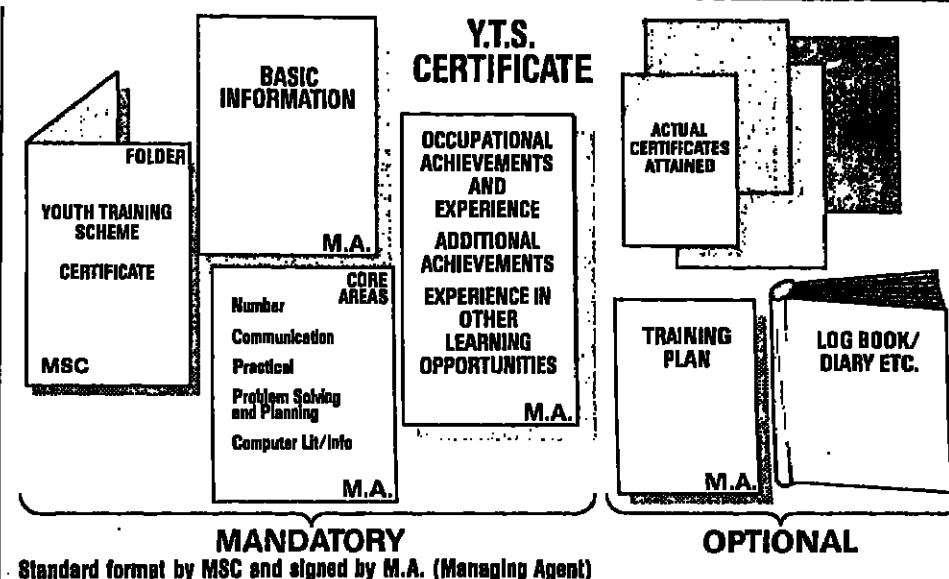 Y.T.S.
CERTIFICATE
FOLDER
YOUTH TRAINING
SCHEME
CERTIFICATE
MSC
BASIC
INFORMATION
M.A.
CORE
AREAS
Number
Communication
Practical
Problem Solving
and Planning
Computer Lit/Info
M.A.
OCCUPATIONAL
ACHIEVEMENTS
AND
EXPERIENCE
ADDITIONAL
ACHIEVEMENTS
EXPERIENCE IN
OTHER
LEARNING
OPPORTUNITIES
M.A.
ACTUAL
CERTIFICATES
ATTAINED
TRAINING
PLAN
M.A.
LOG BOOK/
DIARY ETC.
MANDATORY
OPTIONAL
Standard format by MSC and signed by M.A. (Managing Agent)